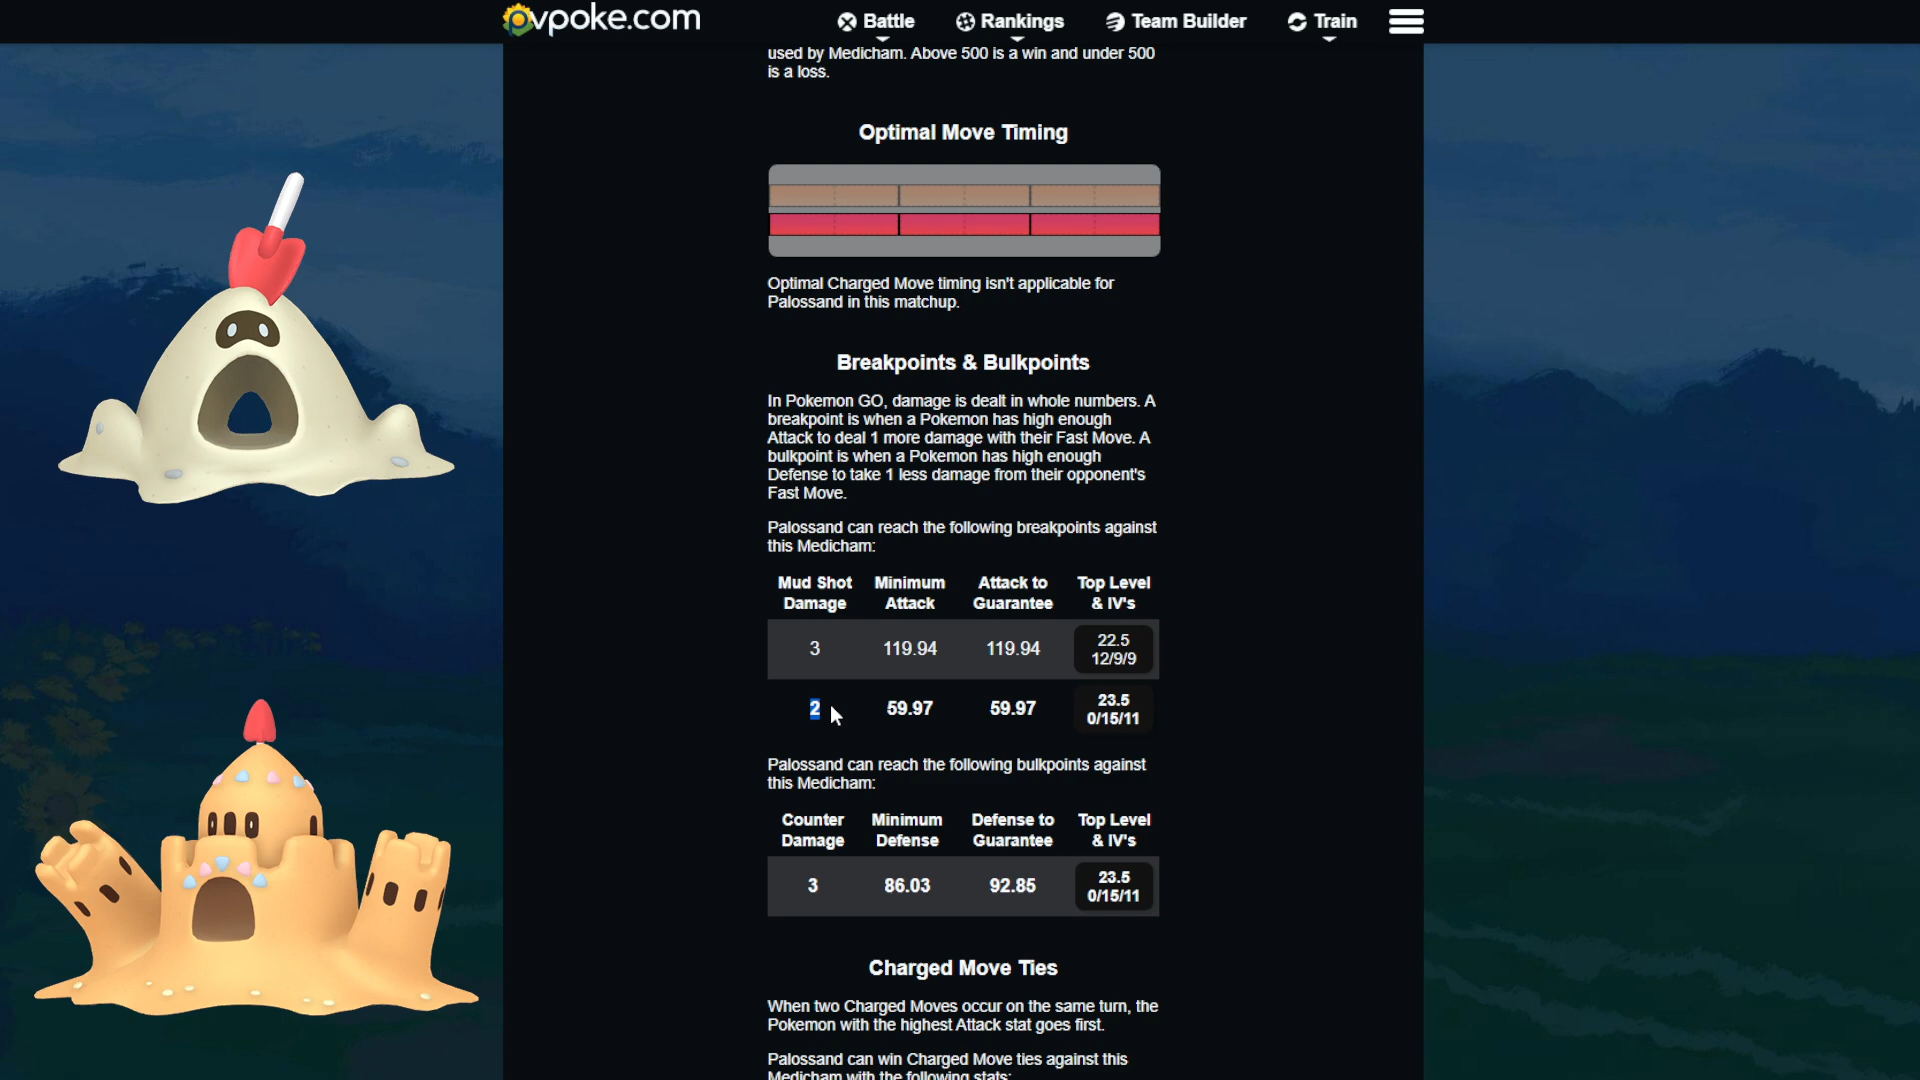 pvpoke.com
Battle
Rankings
Team Builder
Train
used by Medicham. Above 500 is a win and under 500
is a loss.
Optimal Move Timing
Optimal Charged Move timing isn't applicable for
Palossand in this matchup.
Breakpoints & Bulkpoints
In Pokemon GO, damage is dealt in whole numbers. A
breakpoint is when a Pokemon has high enough
Attack to deal 1 more damage with their Fast Move. A
bulkpoint is when a Pokemon has high enough
Defense to take 1 less damage from their opponent's
Fast Move.
Palossand can reach the following breakpoints against
this Medicham:
Mud Shot Minimum Attack to Top Level
Damage Attack Guarantee & IV's
3 119.94 119.94 22.5
12/9/9
2 59.97 59.97 23.5
0/15/11
Palossand can reach the following bulkpoints against
this Medicham:
Counter Minimum Defense to Top Level
Damage Defense Guarantee & IV's
3 86.03 92.85 23.5
0/15/11
Charged Move Ties
When two Charged Moves occur on the same turn, the
Pokemon with the highest Attack stat goes first.
Palossand can win Charged Move ties against this
Medicham with the following stats: